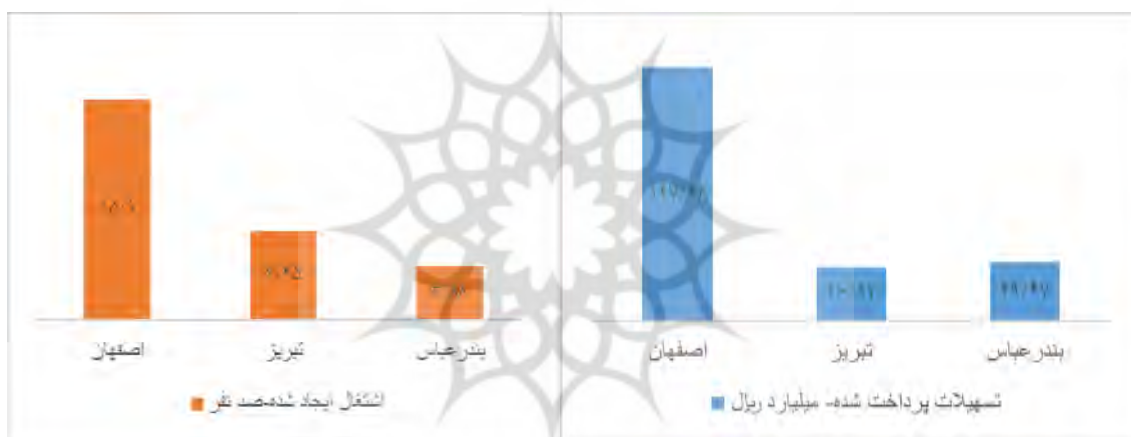 اصفهان تبریز بندرعباس
اشتغال ایجاد شده-صد نفر
اصفهان تبریز بندرعباس
تسهیلات پرداخت شده- میلیارد ریال